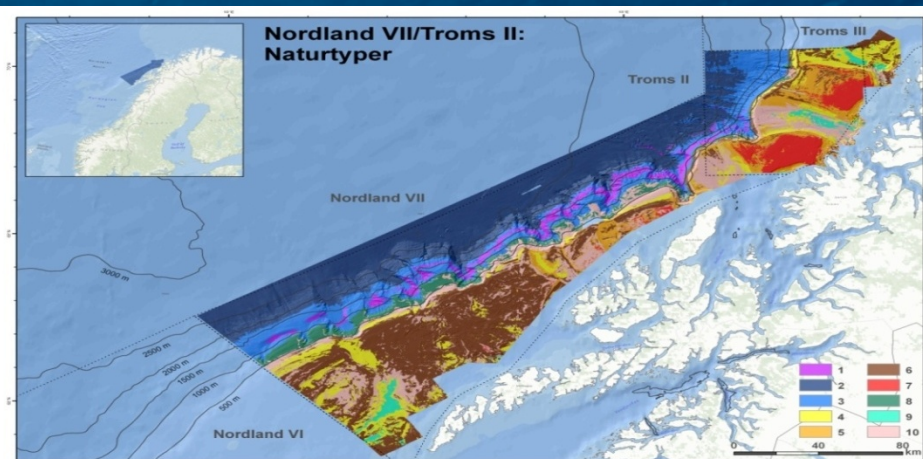 Nordland VII/Troms II:
Naturtyper
Troms III
Troms II
Nordland VII
3000 m
2500 m
2000 m
1500 m
1000 m
500 m
Nordland VI
1 6
2 7
3 8
4 9
5 10
0 40 80
km